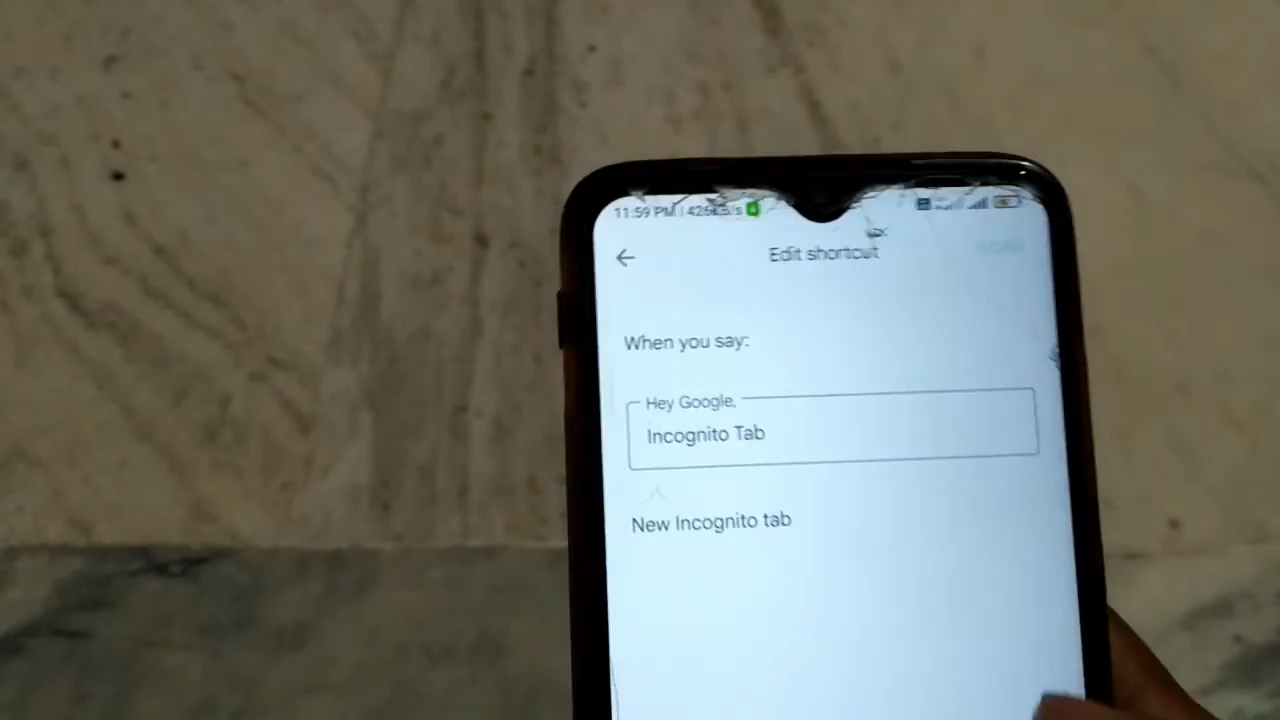 11:59 PM
Edit shortcut
When you say:
Hey Google,
Incognito Tab
New Incognito tab